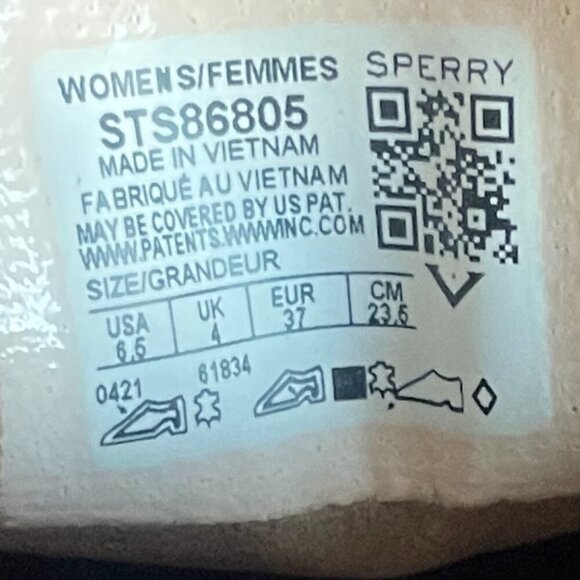 WOMENS/FEMMES
SPERRY
STS86805
MADE IN VIETNAM
FABRIQUÉ AU VIETNAM
MAY BE COVERED BY US PAT.
WWW.PATENTS.WWWINC.COM
SIZE/GRANDEUR
USA UK EUR CM
6,5 4 37 23,5
0421 61834